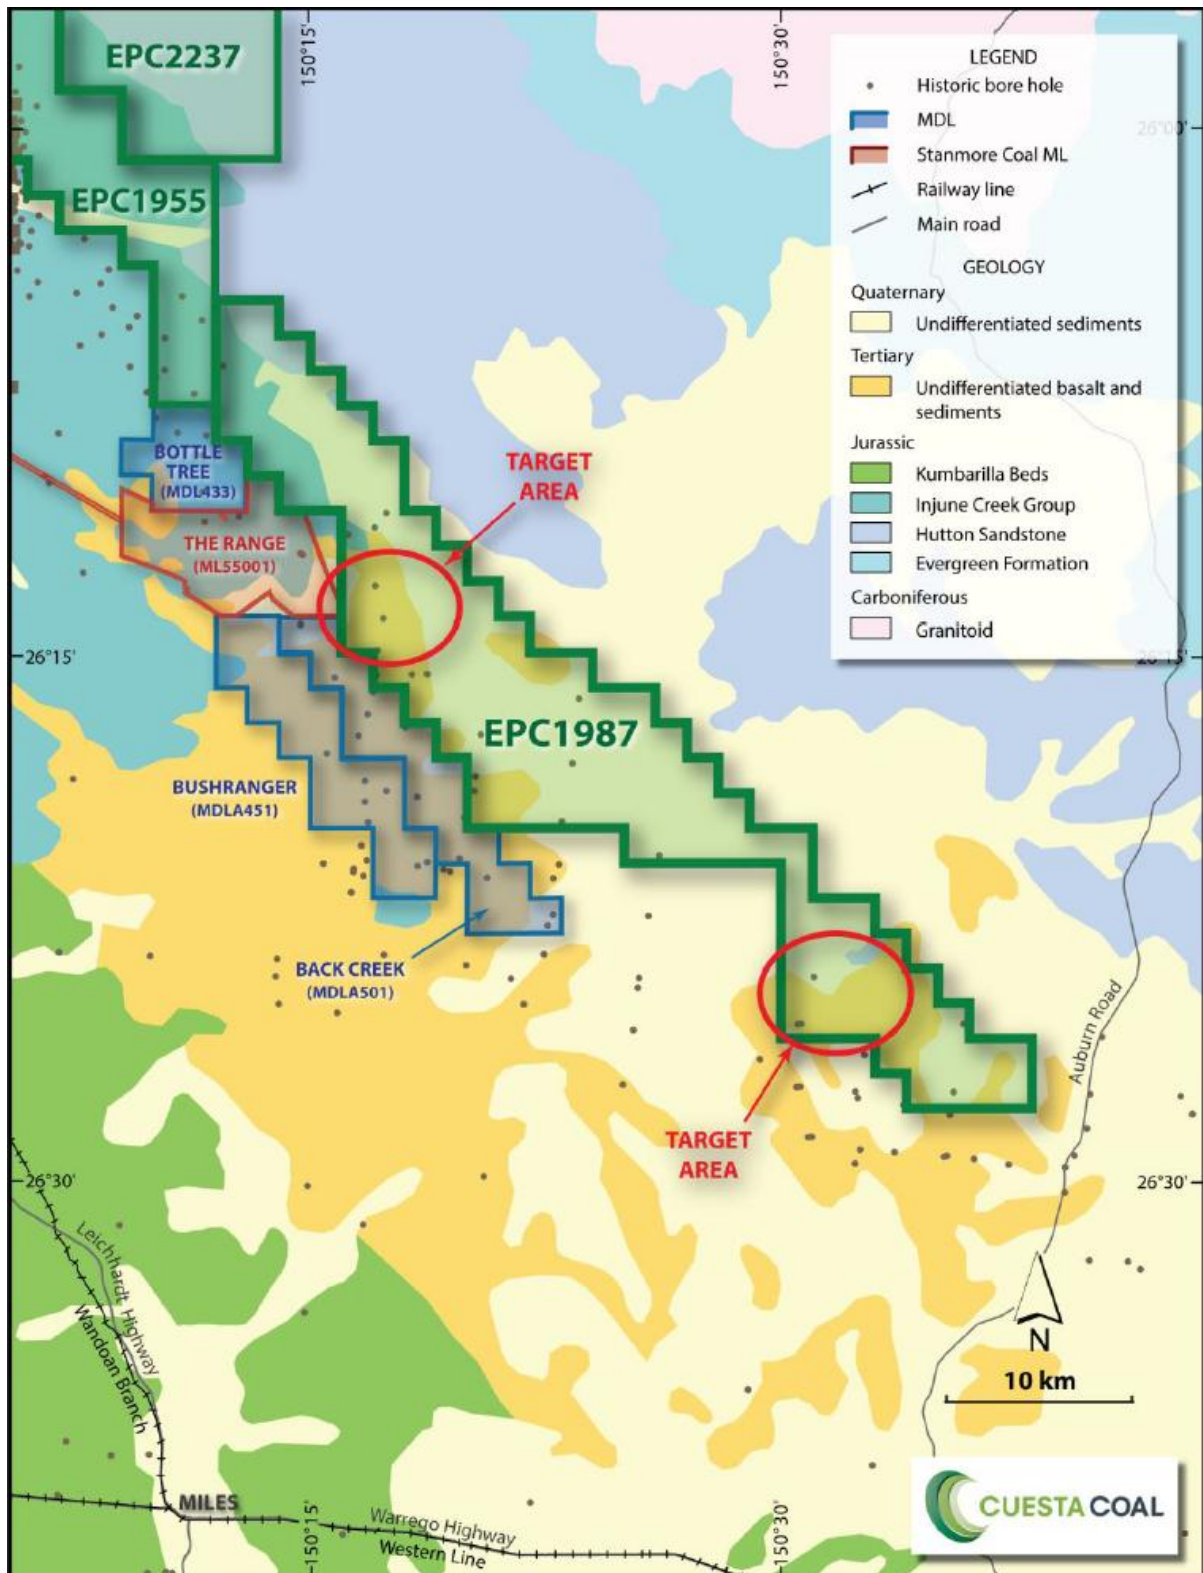 EPC2237
150°15'
150°30'
LEGEND
Historic bore hole
MDL
Stanmore Coal ML
Railway line
Main road
GEOLOGY
Quaternary
Undifferentiated sediments
Tertiary
Undifferentiated basalt and
sediments
Jurassic
Kumbarilla Beds
Injune Creek Group
Hutton Sandstone
Evergreen Formation
Carboniferous
Granitoid
26°00'
EPC1955
BOTTLE
TREE
(MDL433)
TARGET
AREA
THE RANGE
(ML55001)
26°15'
26°15'
EPC1987
BUSHRANGER
(MDLA451)
BACK CREEK
(MDLA501)
Auburn Road
TARGET
AREA
26°30'
26°30'
Leichhardt Highway
Wandoan Branch
N
10 km
CUESTA COAL
MILES
150°15'
Warrego Highway
Western Line
150°30'